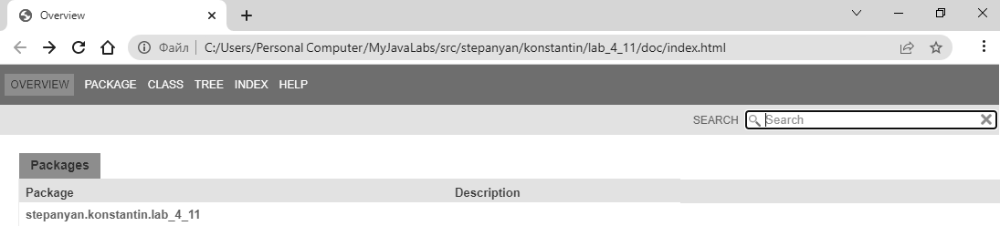 Overview
Файл C:/Users/Personal Computer/MyJavaLabs/src/stepanyan/konstantin/lab_4_11/doc/index.html
OVERVIEW PACKAGE CLASS TREE INDEX HELP
SEARCH Search
Packages
Package Description
stepanyan.konstantin.lab_4_11